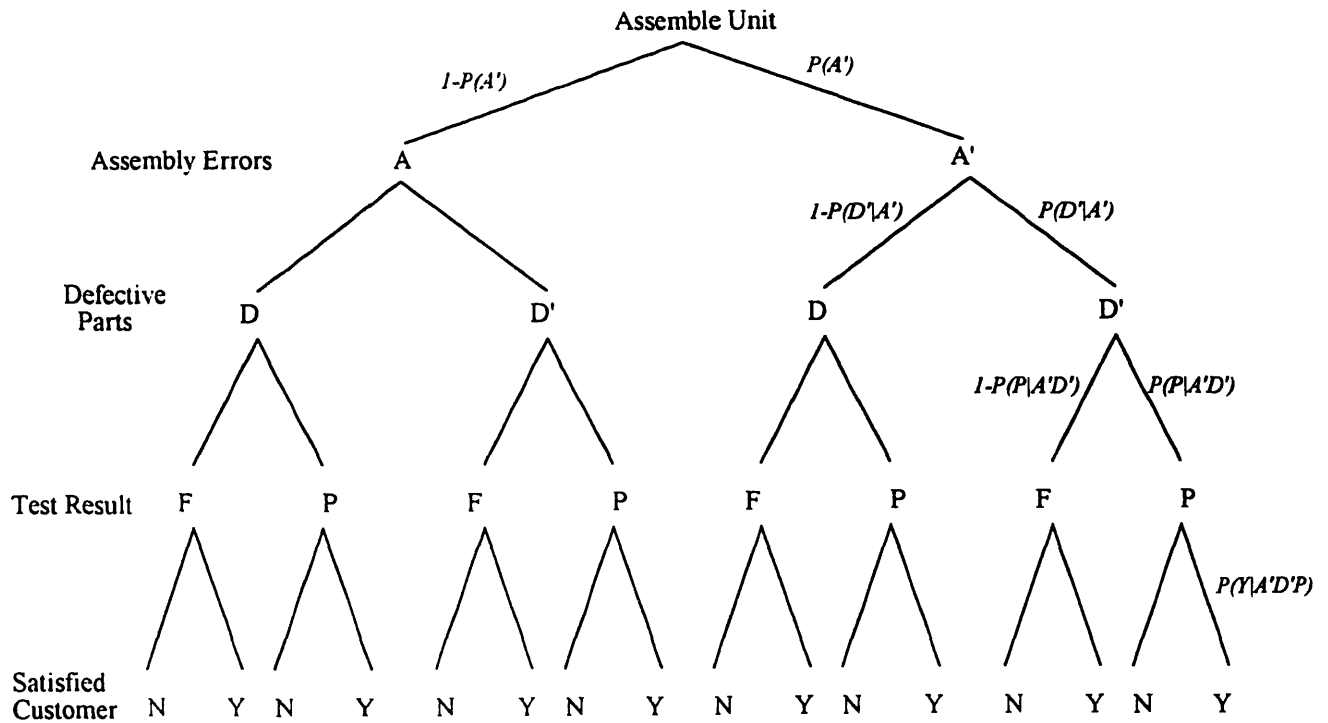 Assemble Unit
1-P(A') P(A')
Assembly Errors A A'
1-P(D'|A') P(D'|A')
Defective
Parts D D' D D'
1-P(P|A'D') P(P|A'D')
Test Result F P F P F P F P
P(Y|A'D'P)
Satisfied
Customer N Y N Y N Y N Y N Y N Y N Y N Y